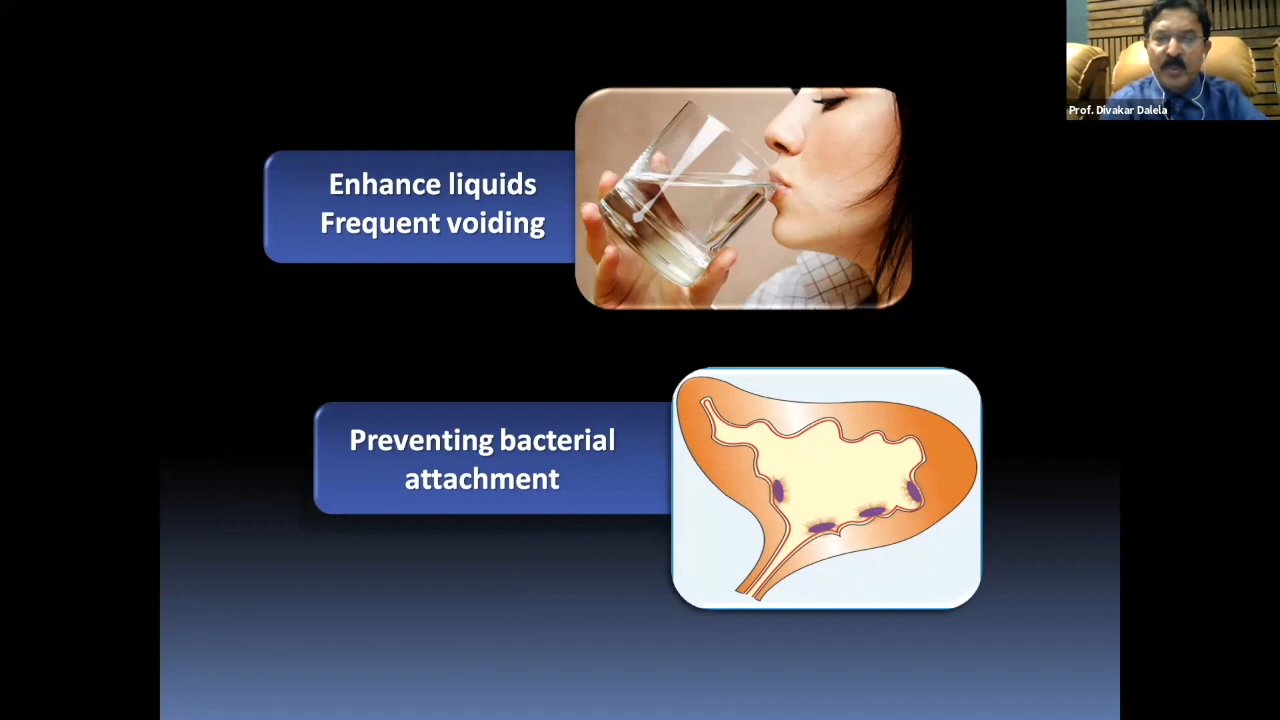 Prof. Divakar Dalela
Enhance liquids
Frequent voiding
Preventing bacterial
attachment